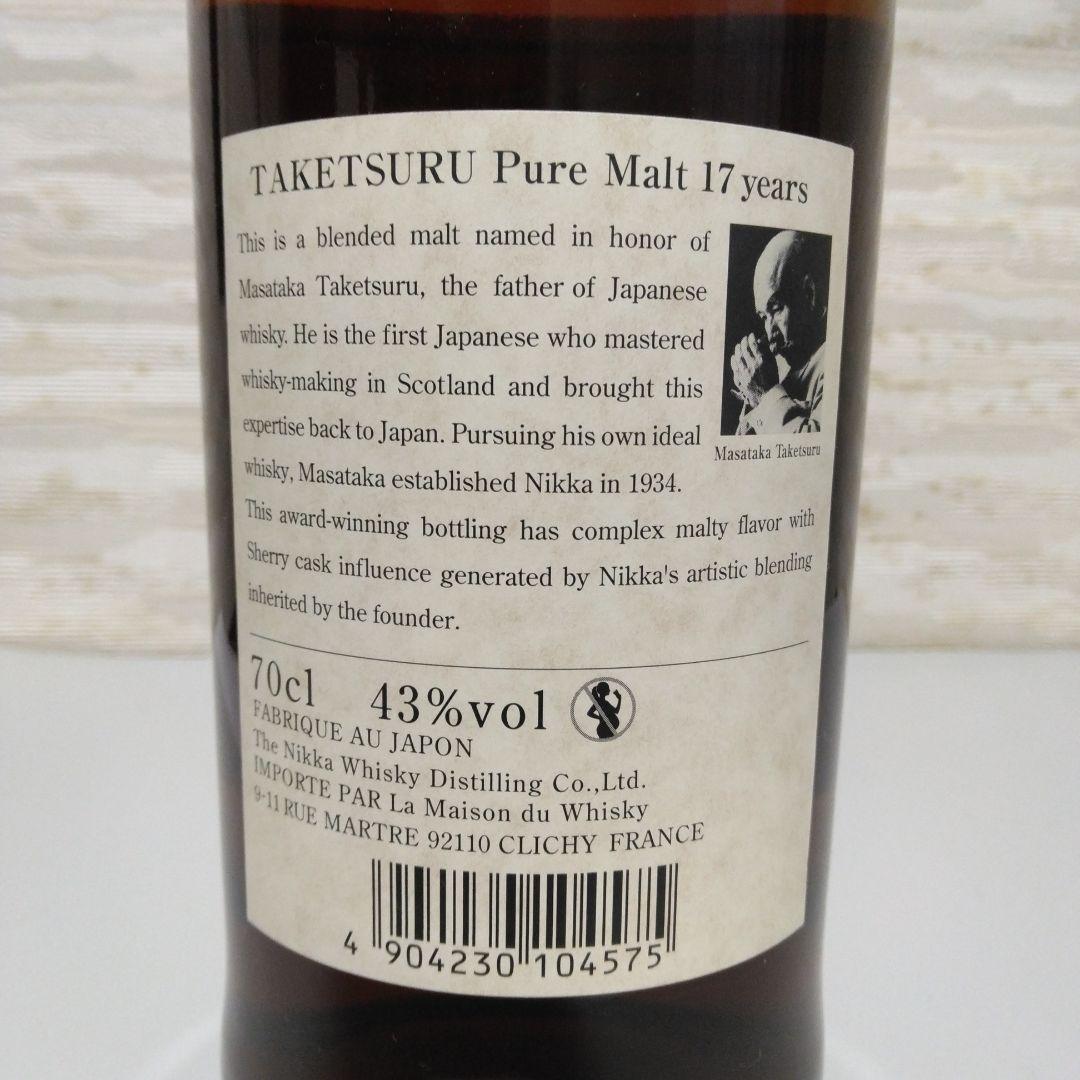 TAKETSURU Pure Malt 17 years
This is a blended malt named in honor of
Masataka Taketsuru, the father of Japanese
whisky. He is the first Japanese who mastered
whisky-making in Scotland and brought this
expertise back to Japan. Pursuing his own ideal
whisky, Masataka established Nikka in 1934.
Masataka Taketsuru
This award-winning bottling has complex malty flavor with
Sherry cask influence generated by Nikka's artistic blending
inherited by the founder.
70cl 43%vol
FABRIQUE AU JAPON
The Nikka Whisky Distilling Co.,Ltd.
IMPORTE PAR La Maison du Whisky
9-11 RUE MARTRE 92110 CLICHY FRANCE
4 904230 104575